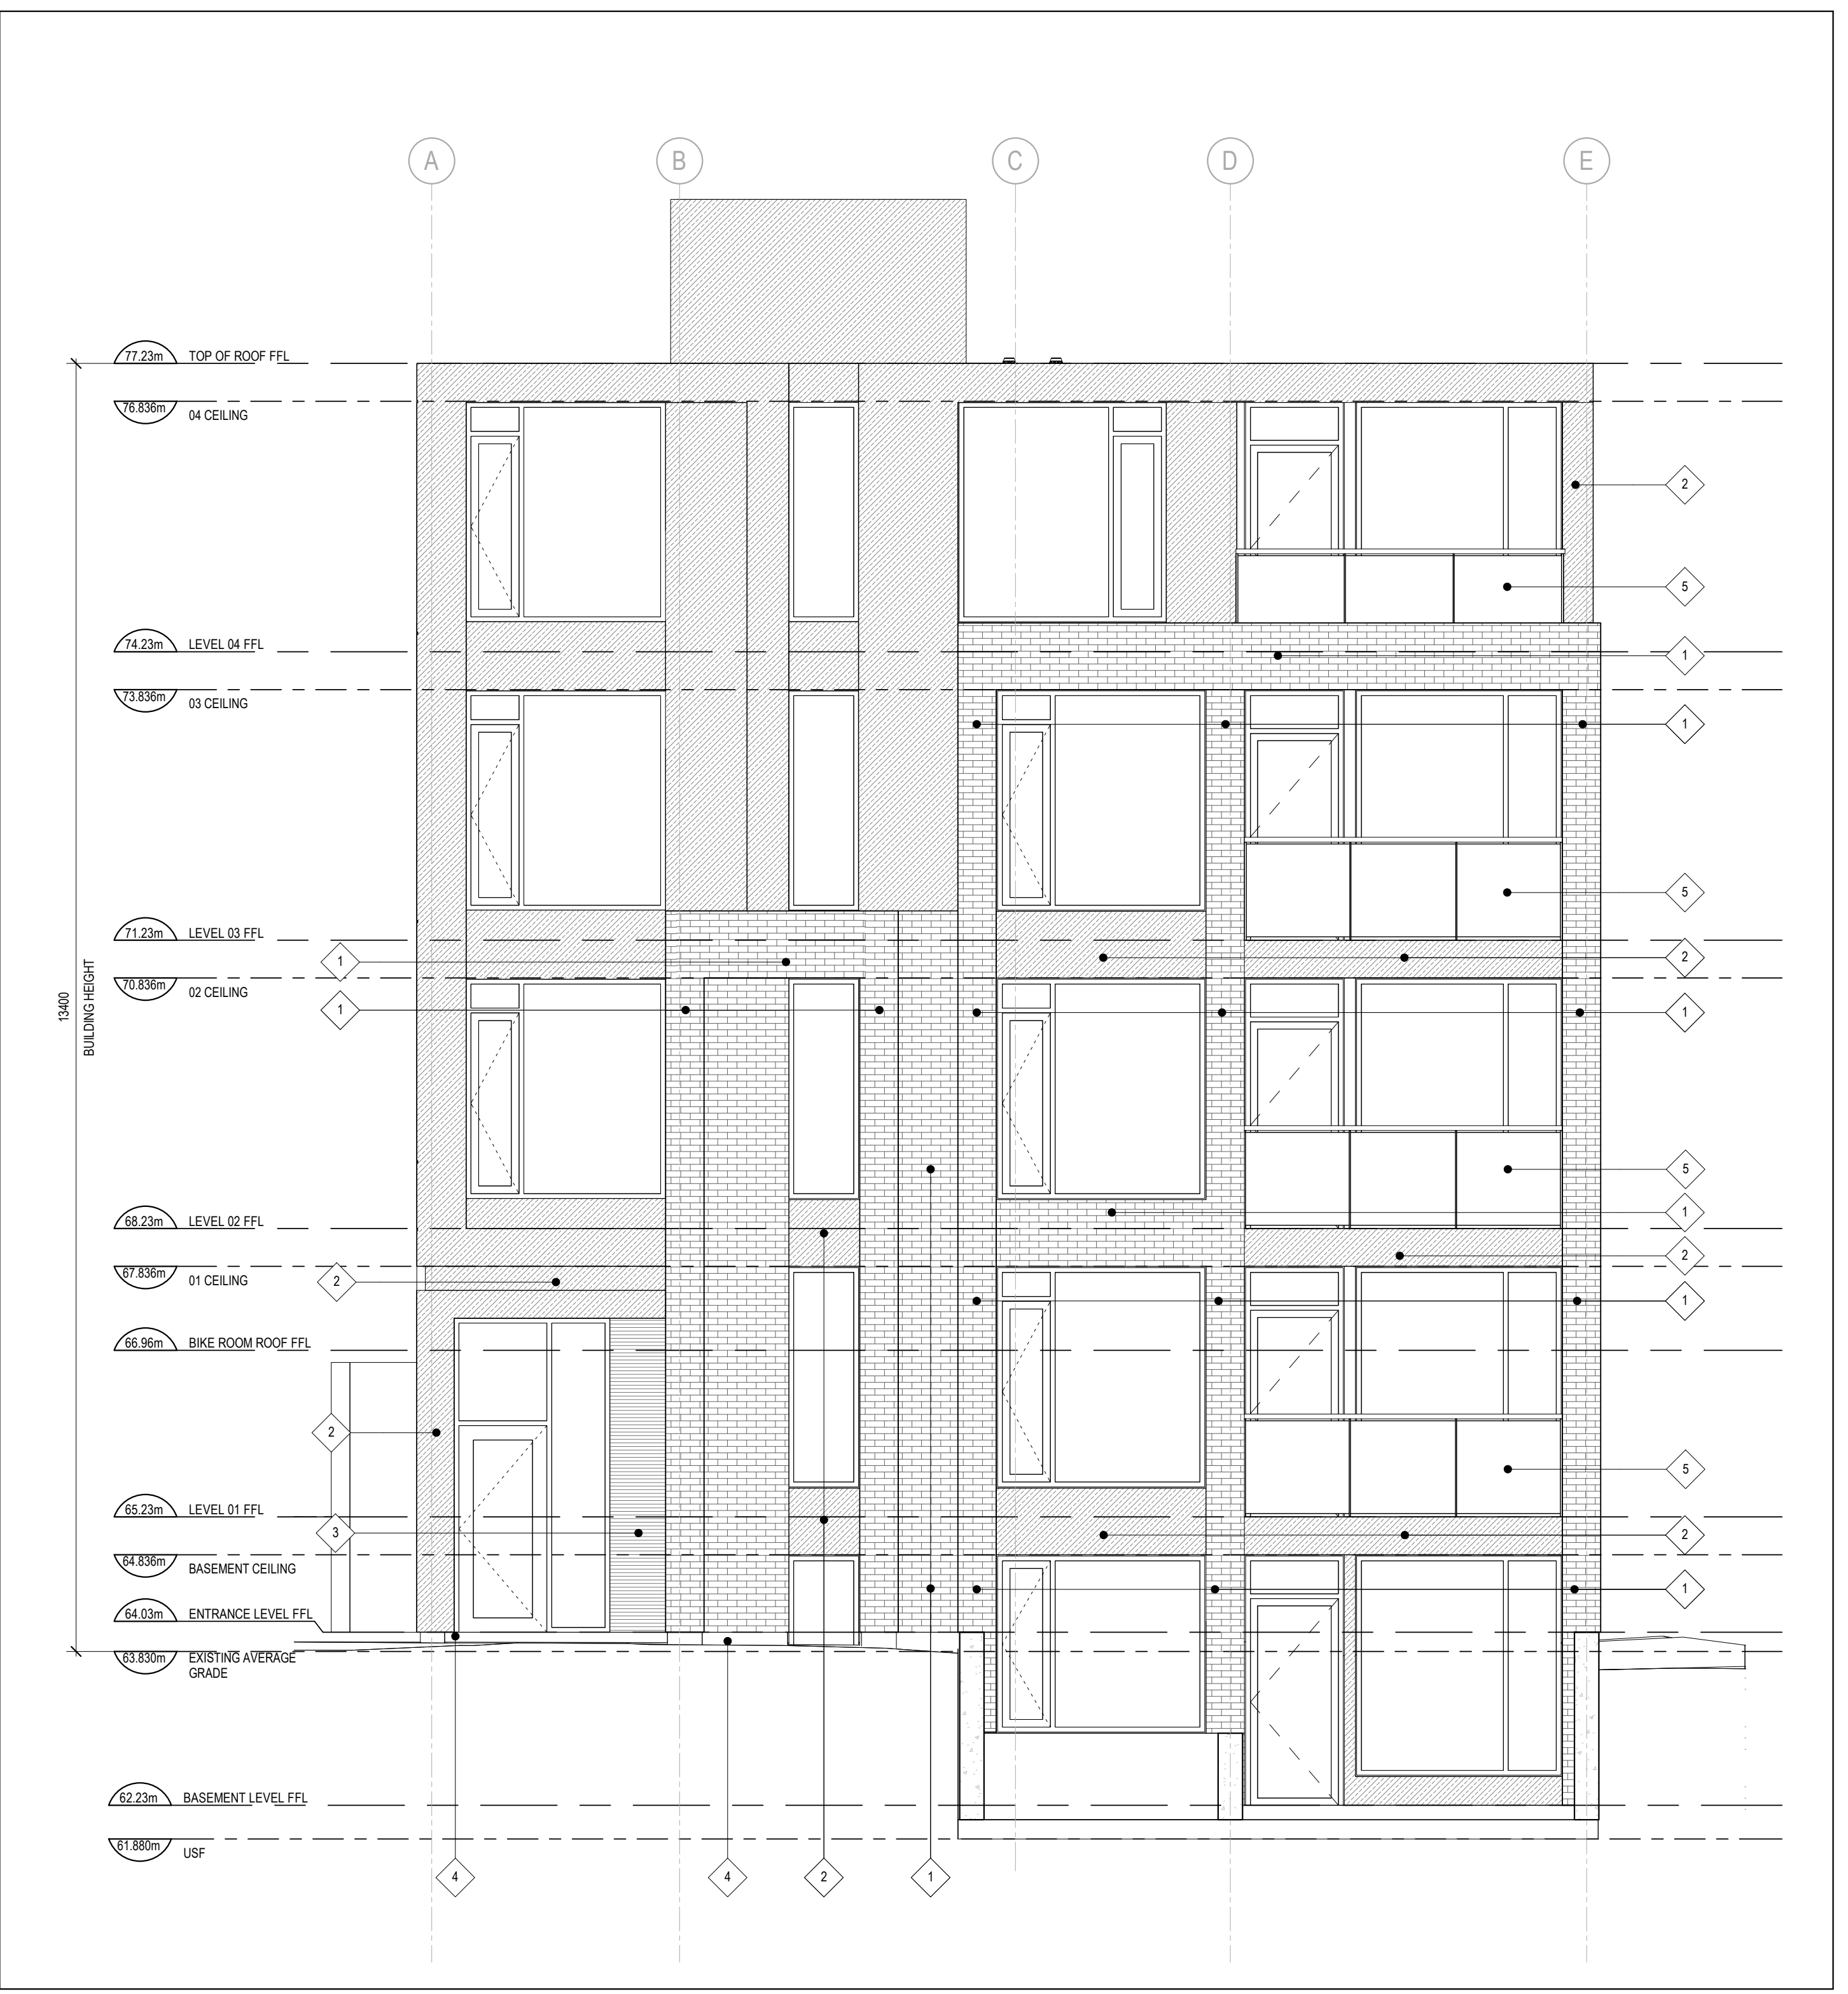 A B C D E
77.23m TOP OF ROOF FFL
76.836m 04 CEILING
2
5
74.23m LEVEL 04 FFL
1
73.836m 03 CEILING
1
5
71.23m LEVEL 03 FFL
1 2
70.836m 02 CEILING
1 1
13400
BUILDING HEIGHT
5
1
68.23m LEVEL 02 FFL
2
67.836m 01 CEILING
2 1
66.96m BIKE ROOM ROOF FFL
2
5
65.23m LEVEL 01 FFL
3 2
64.836m BASEMENT CEILING
1
64.03m ENTRANCE LEVEL FFL
63.830m EXISTING AVERAGE
GRADE
62.23m BASEMENT LEVEL FFL
61.880m USF
4 4 2 1